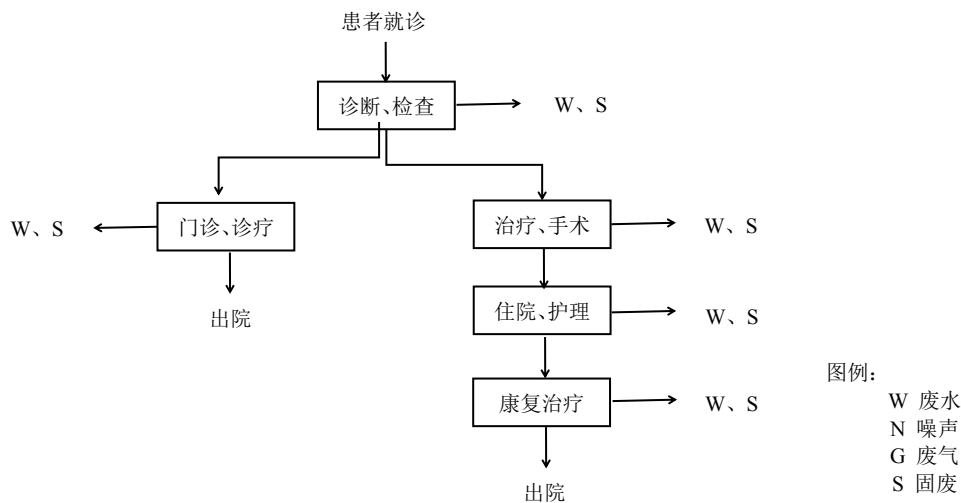 患者就诊
诊断、检查
W、S
W、S
门诊、诊疗
治疗、手术
W、S
出院
住院、护理
W、S
康复治疗
W、S
出院
图例：
W 废水
N 噪声
G 废气
S 固废